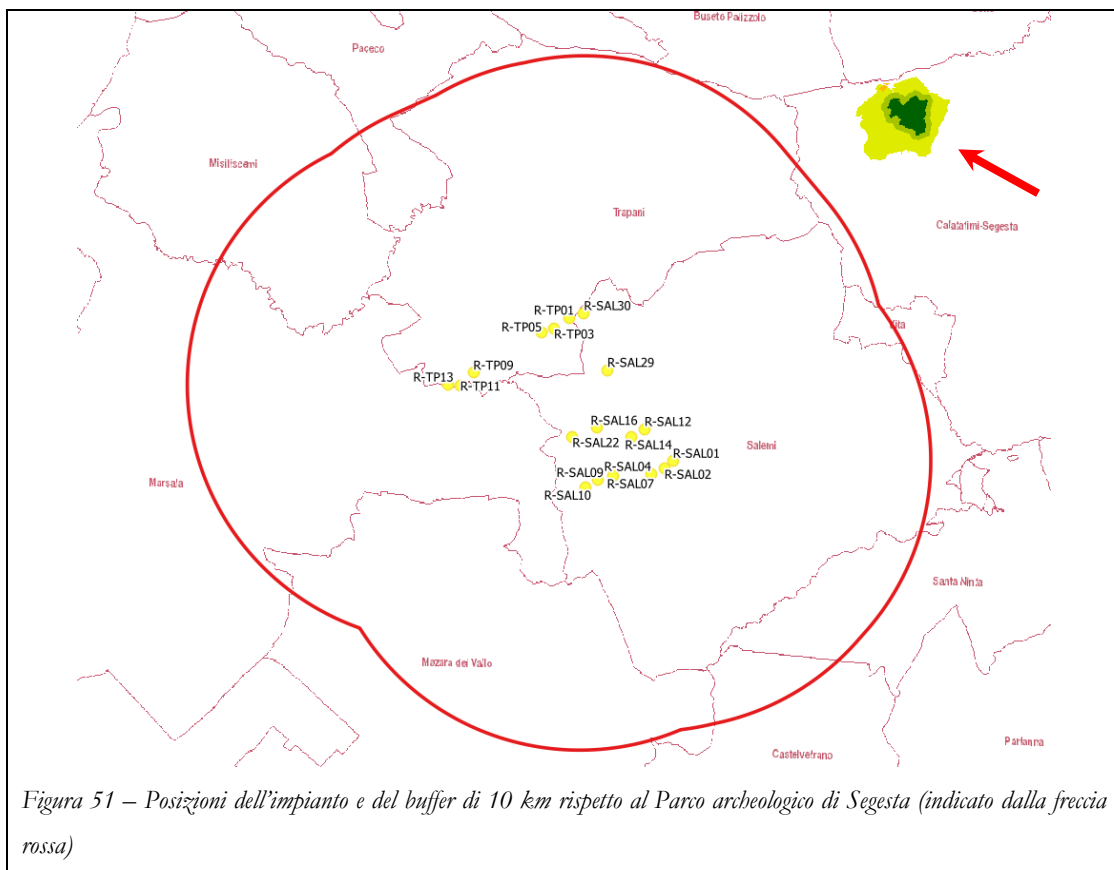 Buseto Palizzolo
Paceco
Misiliscemi
Trapani
Calatafimi-Segesta
R-TP01
R-SAL30
R-TP05
R-TP03
Vita
R-SAL29
R-TP09
R-TP13
R-TP11
R-SAL16
R-SAL12
R-SAL22
R-SAL14
Salemi
R-SAL01
R-SAL09
R-SAL04
R-SAL02
R-SAL07
R-SAL10
Marsala
Santa Ninfa
Mazara del Vallo
Castelvetrano
Partanna
Figura 51 – Posizioni dell'impianto e del buffer di 10 km rispetto al Parco archeologico di Segesta (indicato dalla freccia
rossa)